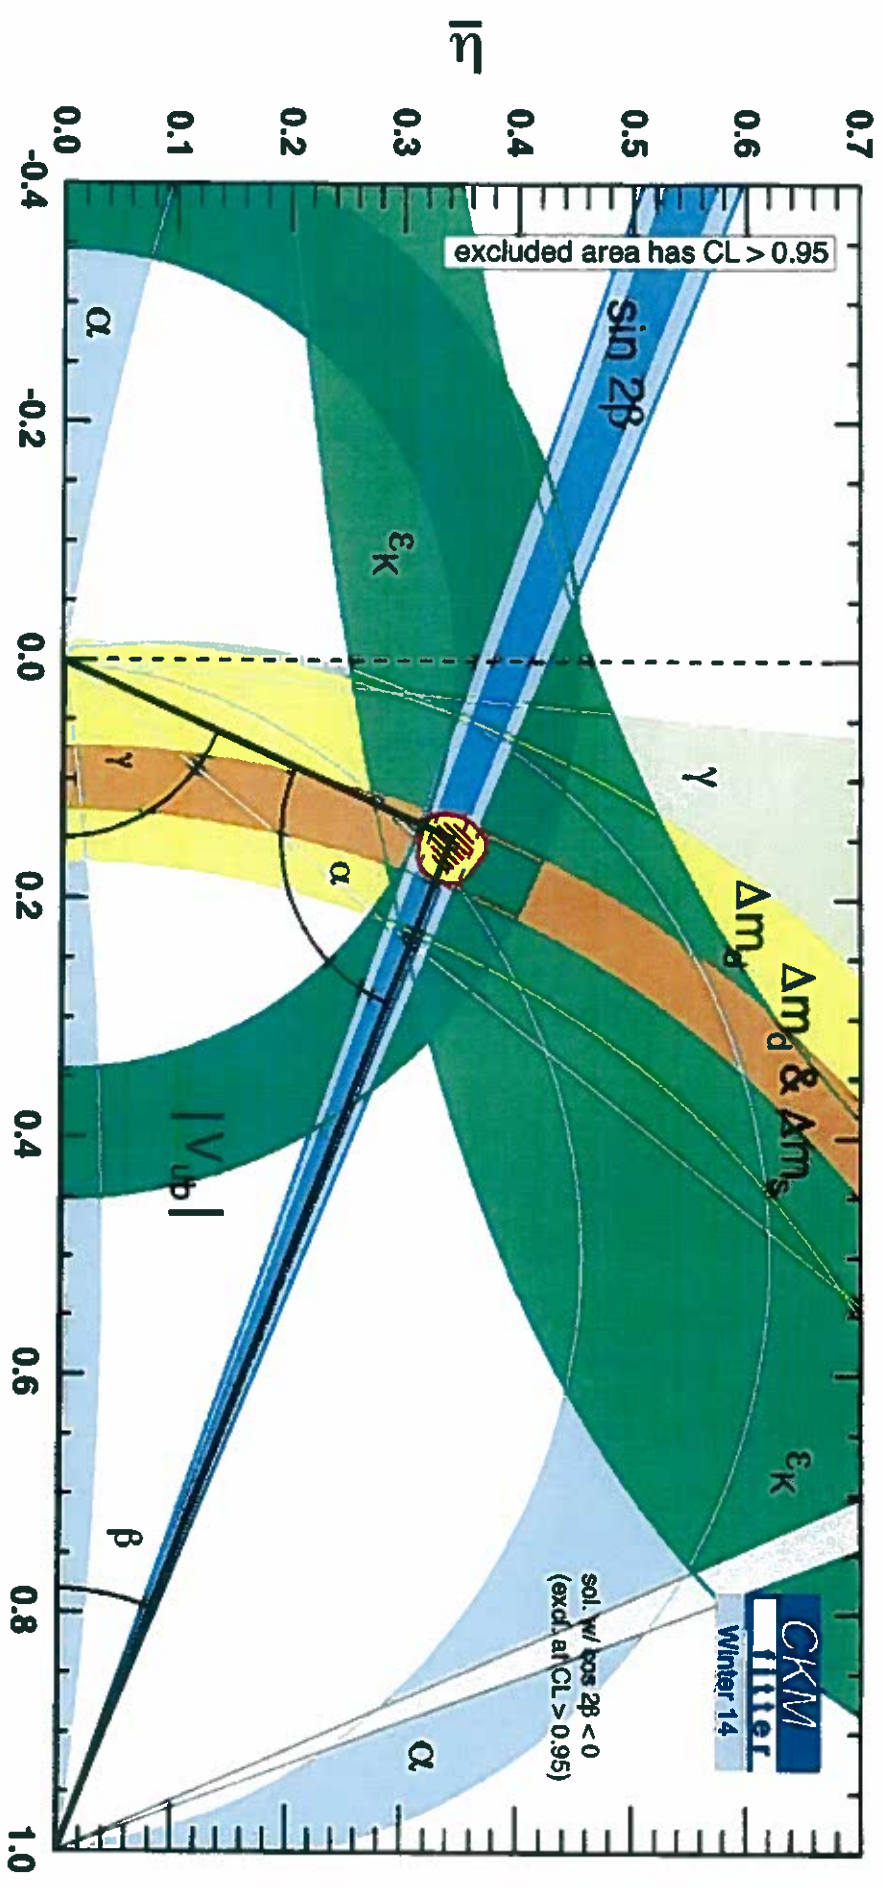 η̄
0.7
0.6
0.5
0.4
0.3
0.2
0.1
0.0
-0.4
-0.2
0.0
0.2
0.4
0.6
0.8
1.0
excluded area has CL > 0.95
sin 2β
γ
Δm_d
Δm_d & Δm_s
ε_K
ε_K
α
α
α
γ
β
|V_ub|
sol. w/ cos 2β < 0
(excl. at CL > 0.95)
CKM
fitter
Winter 14